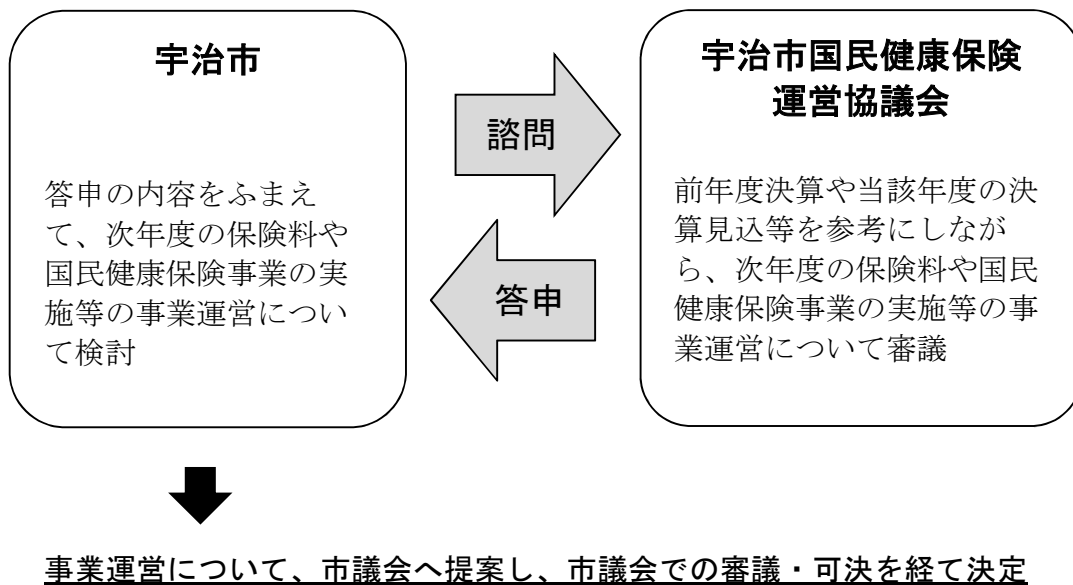 宇治市
答申の内容をふまえ
て、次年度の保険料や
国民健康保険事業の実
施等の事業運営につい
て検討
諮問
答申
宇治市国民健康保険
運営協議会
前年度決算や当該年度の決
算見込等を参考にしなが
ら、次年度の保険料や国民
健康保険事業の実施等の事
業運営について審議
事業運営について、市議会へ提案し、市議会での審議・可決を経て決定